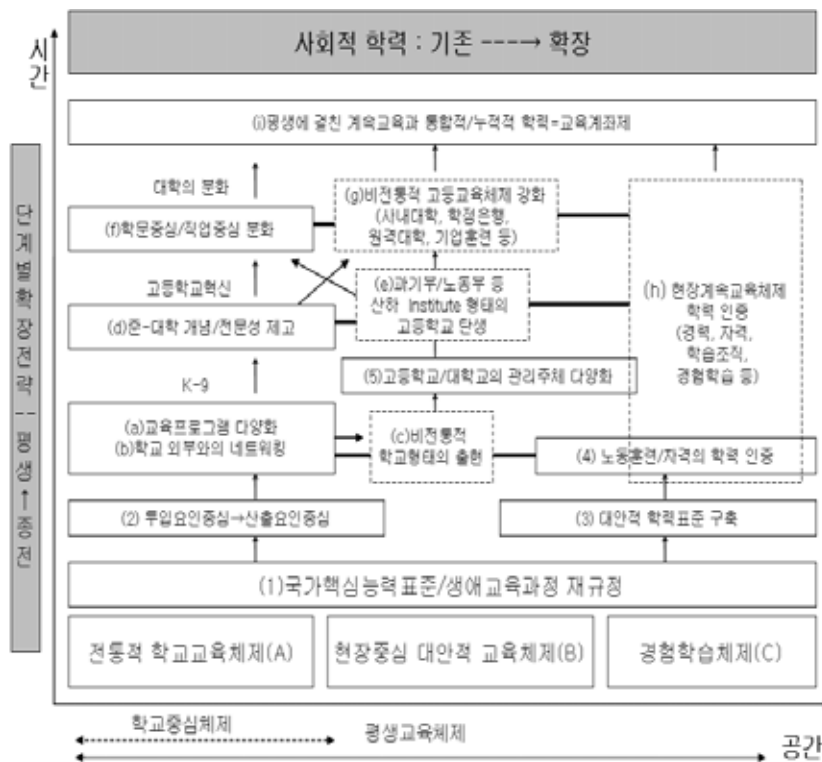 시간
사회적 학력 : 기존 ----→ 확장
(i)평생에 걸친 계속교육과 통합적/누적적 학력=교육계좌제
단계별확장전략 -- 평생↑종전
대학의 분화
(f)학문중심/직업중심 분화
(g)비전통적 고등교육체제 강화
(사내대학, 학점은행,
원격대학, 기업훈련 등)
고등학교혁신
(d)준-대학 개념/전문성 제고
(e)과기부/노동부 등
산하 Institute 형태의
고등학교 탄생
(h) 현장계속교육체제
학력 인증
(경력, 자격,
학습조직,
경험학습 등)
(5)고등학교/대학교의 관리주체 다양화
K-9
(a)교육프로그램 다양화
(b)학교 외부와의 네트워킹
(c)비전통적
학교형태의 출현
(4) 노동훈련/자격의 학력 인증
(2) 투입요인중심→산출요인중심
(3) 대안적 학력표준 구축
(1)국가핵심능력표준/생애교육과정 재규정
전통적 학교교육체제(A)
현장중심 대안적 교육체제(B)
경험학습체제(C)
학교중심체제
평생교육체제
공간